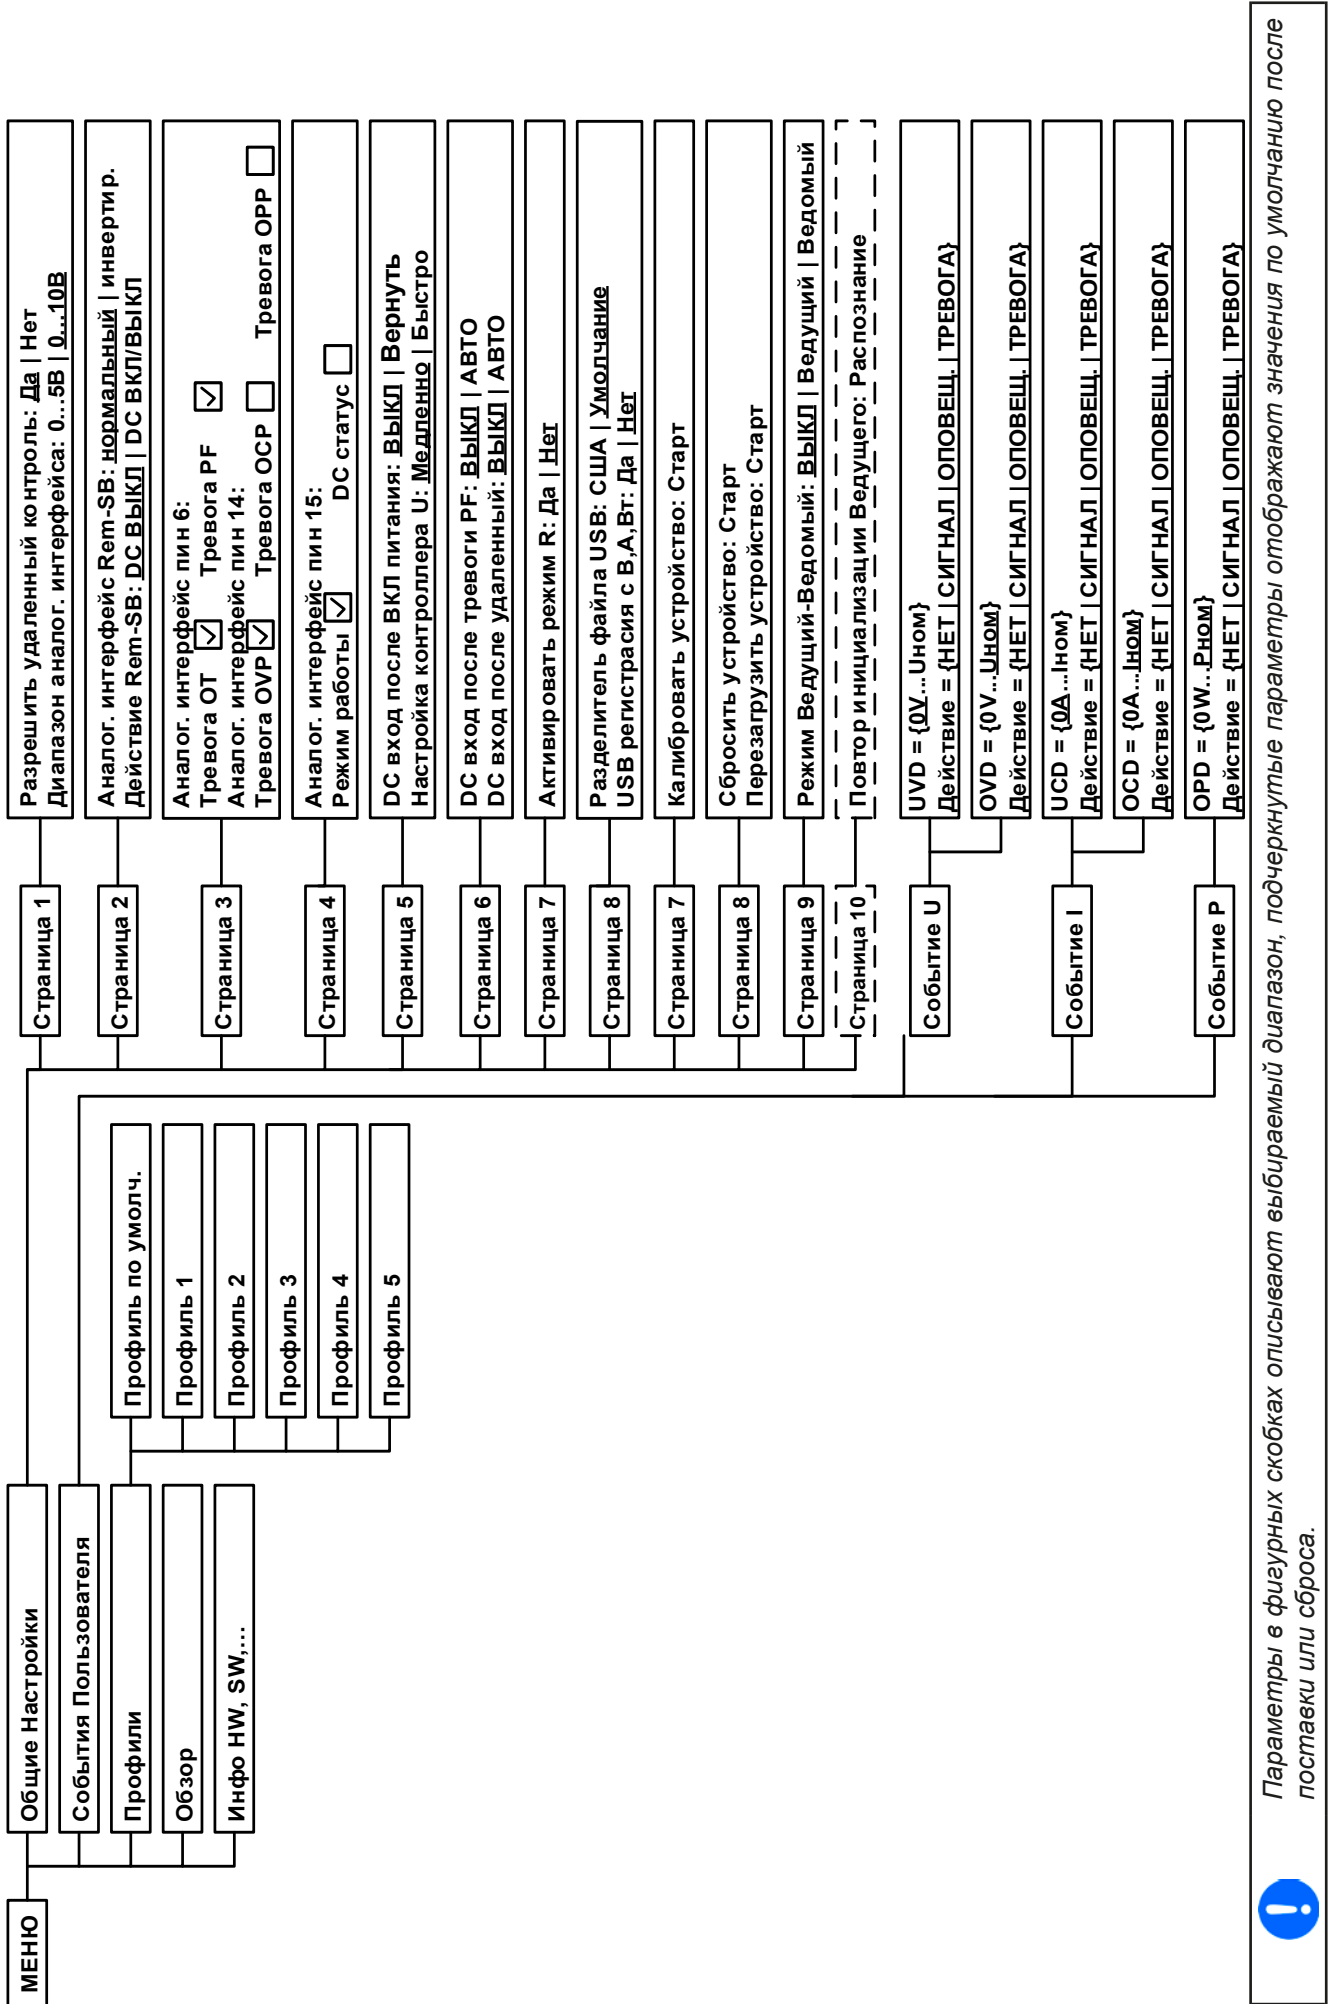 МЕНЮ
Общие Настройки
События Пользователя
Профили
Обзор
Инфо HW, SW,...
Профиль по умолч.
Профиль 1
Профиль 2
Профиль 3
Профиль 4
Профиль 5
Страница 1
Разрешить удаленный контроль: Да | Нет
Диапазон аналог. интерфейса: 0...5В | 0...10В
Страница 2
Аналог. интерфейс Rem-SB: нормальный | инвертир.
Действие Rem-SB: DC ВЫКЛ | DC ВКЛ/ВЫКЛ
Страница 3
Аналог. интерфейс пин 6:
Тревога OT Тревога PF
Аналог. интерфейс пин 14:
Тревога OVP Тревога OCP Тревога OPP
Страница 4
Аналог. интерфейс пин 15:
Режим работы DC статус
Страница 5
DC вход после ВКЛ питания: ВЫКЛ | Вернуть
Настройка контроллера U: Медленно | Быстро
Страница 6
DC вход после тревоги PF: ВЫКЛ | АВТО
DC вход после удаленный: ВЫКЛ | АВТО
Страница 7
Активировать режим R: Да | Нет
Страница 8
Разделитель файла USB: США | Умолчание
USB регистрасия с В,А,Вт: Да | Нет
Страница 7
Калибровать устройство: Старт
Страница 8
Сбросить устройство: Старт
Перезагрузить устройство: Старт
Страница 9
Режим Ведущий-Ведомый: ВЫКЛ | Ведущий | Ведомый
Страница 10
Повтор инициализации Ведущего: Распознание
Событие U
UVD = {0V...Uном}
Действие = {НЕТ | СИГНАЛ | ОПОВЕЩ. | ТРЕВОГА}
OVD = {0V...Uном}
Действие = {НЕТ | СИГНАЛ | ОПОВЕЩ. | ТРЕВОГА}
Событие I
UCD = {0A...Iном}
Действие = {НЕТ | СИГНАЛ | ОПОВЕЩ. | ТРЕВОГА}
OCD = {0A...Iном}
Действие = {НЕТ | СИГНАЛ | ОПОВЕЩ. | ТРЕВОГА}
Событие P
OPD = {0W...Pном}
Действие = {НЕТ | СИГНАЛ | ОПОВЕЩ. | ТРЕВОГА}
Параметры в фигурных скобках описывают выбираемый диапазон, подчеркнутые параметры отображают значения по умолчанию после
поставки или сброса.